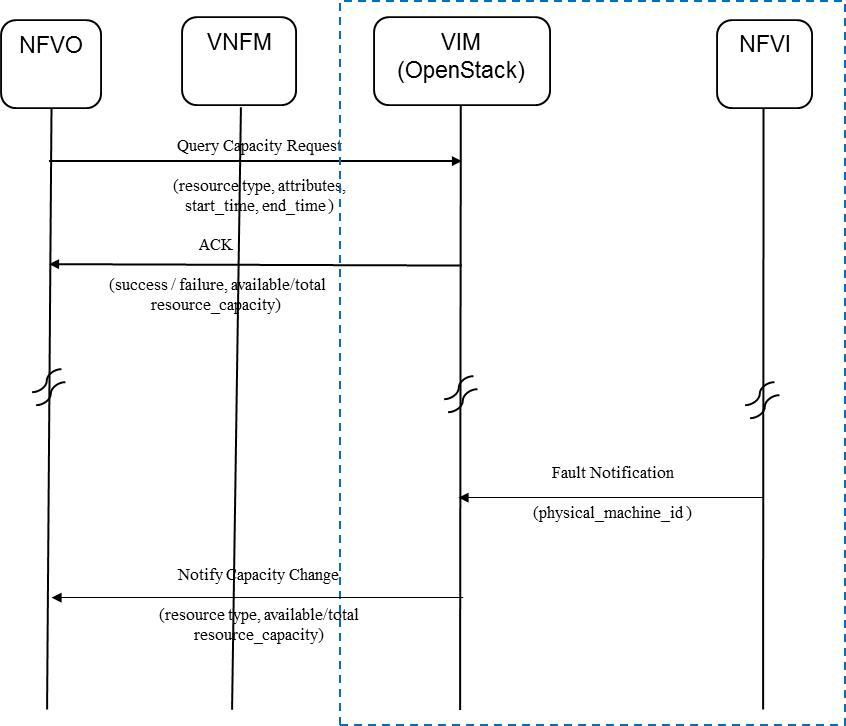 NFVO
VNFM
VIM
(OpenStack)
NFVI
Query Capacity Request
(resource type, attributes,
start_time, end_time )
ACK
(success / failure, available/total
resource_capacity)
Fault Notification
(physical_machine_id )
Notify Capacity Change
(resource type, available/total
resource_capacity)